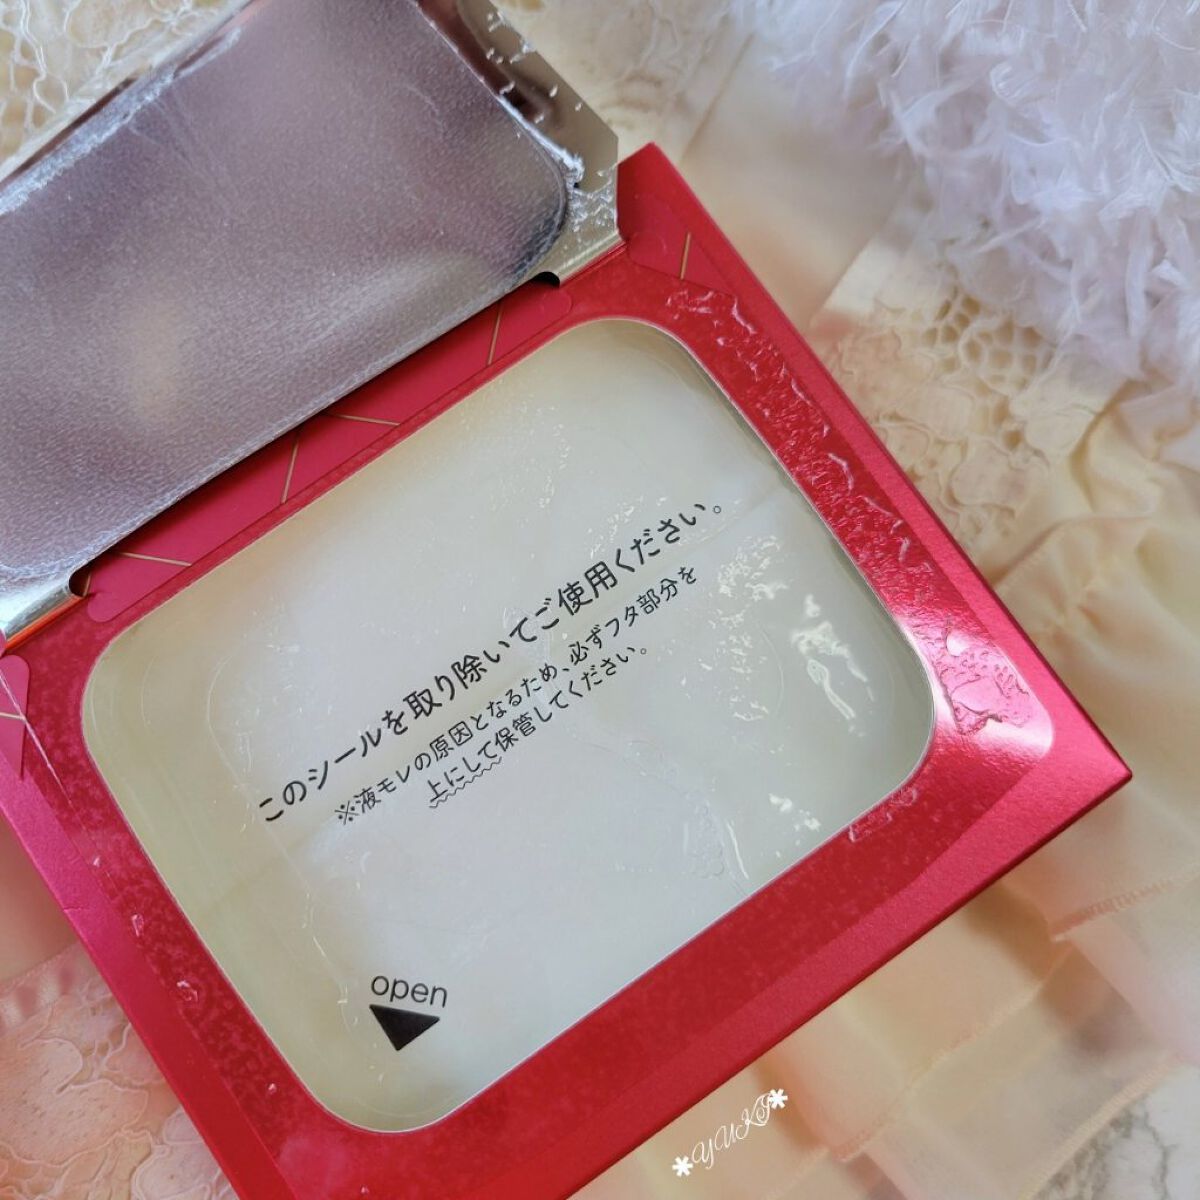 このシールを取り除いてご使用ください。
※液モレの原因となるため、必ずフタ部分を
上にして保管してください。
open
*YUKI*